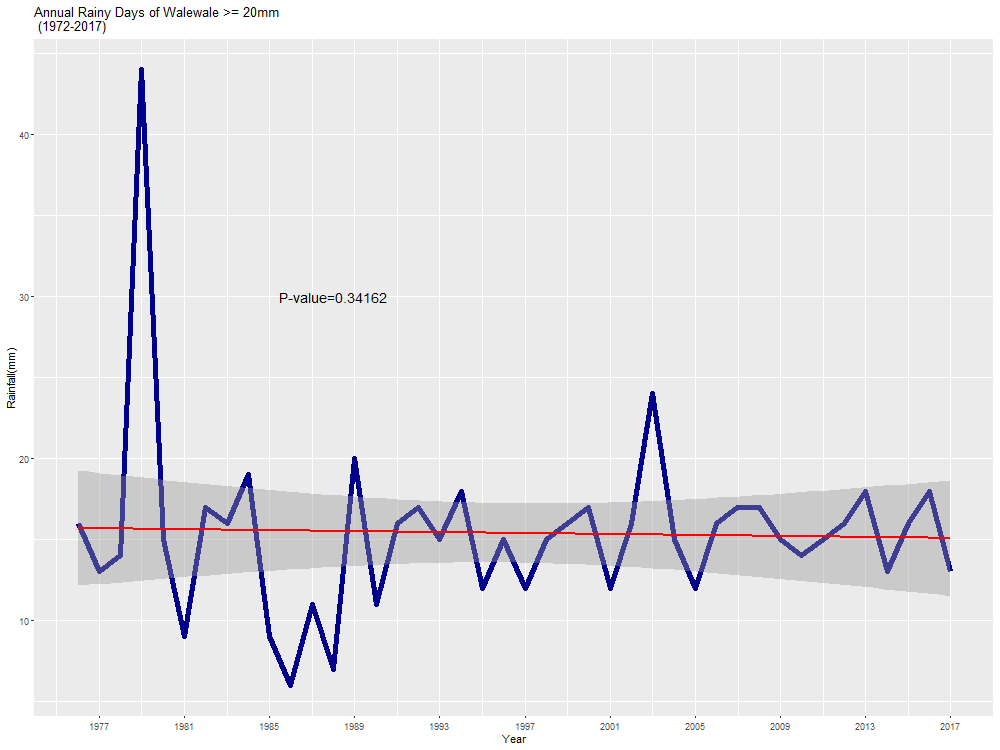 Annual Rainy Days of Walewale >= 20mm
(1972-2017)
40
30
20
10
Rainfall(mm)
P-value=0.34162
1977 1981 1985 1989 1993 1997 2001 2005 2009 2013 2017
Year